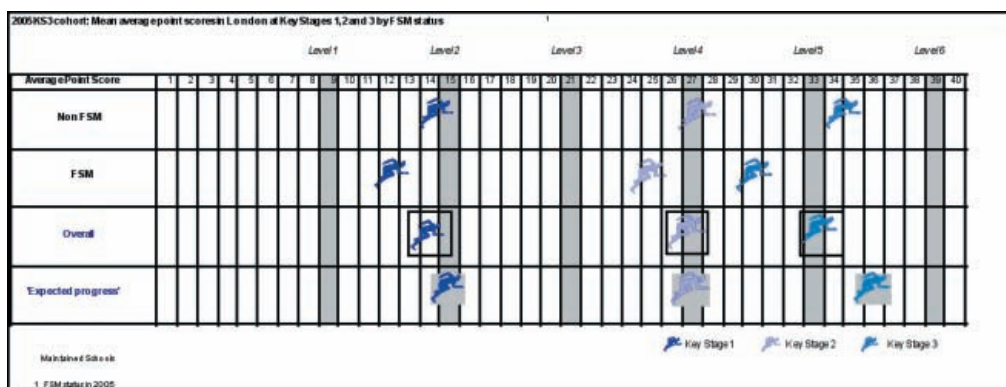 2005 KS3 cohort: Mean average point scores in London at Key Stages 1, 2 and 3 by FSM status 1
Level 1 Level 2 Level 3 Level 4 Level 5 Level 6
Average Point Score 1 2 3 4 5 6 7 8 9 10 11 12 13 14 15 16 17 18 19 20 21 22 23 24 25 26 27 28 29 30 31 32 33 34 35 36 37 38 39 40
Non FSM
FSM
Overall
'Expected progress'
Key Stage 1 Key Stage 2 Key Stage 3
Maintained Schools
1 FSM status in 2005